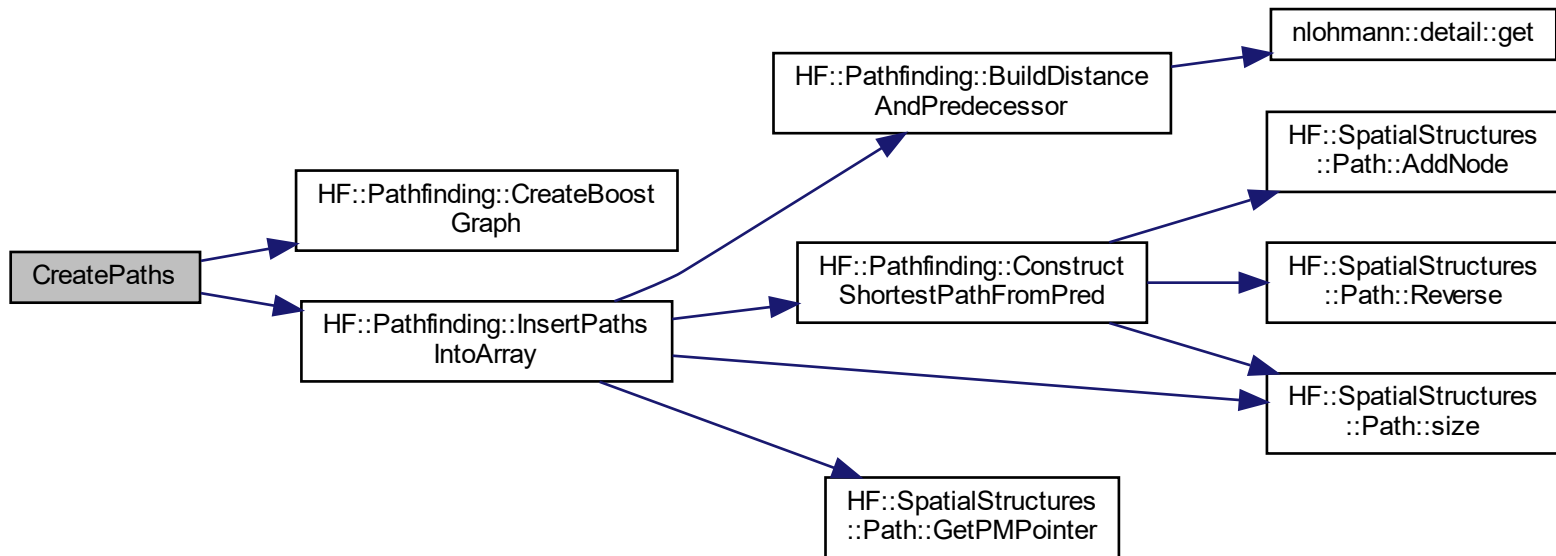 CreatePaths
HF::Pathfinding::CreateBoost
Graph
HF::Pathfinding::InsertPaths
IntoArray
HF::Pathfinding::BuildDistance
AndPredecessor
HF::Pathfinding::Construct
ShortestPathFromPred
HF::SpatialStructures
::Path::GetPMPointer
nlohmann::detail::get
HF::SpatialStructures
::Path::AddNode
HF::SpatialStructures
::Path::Reverse
HF::SpatialStructures
::Path::size